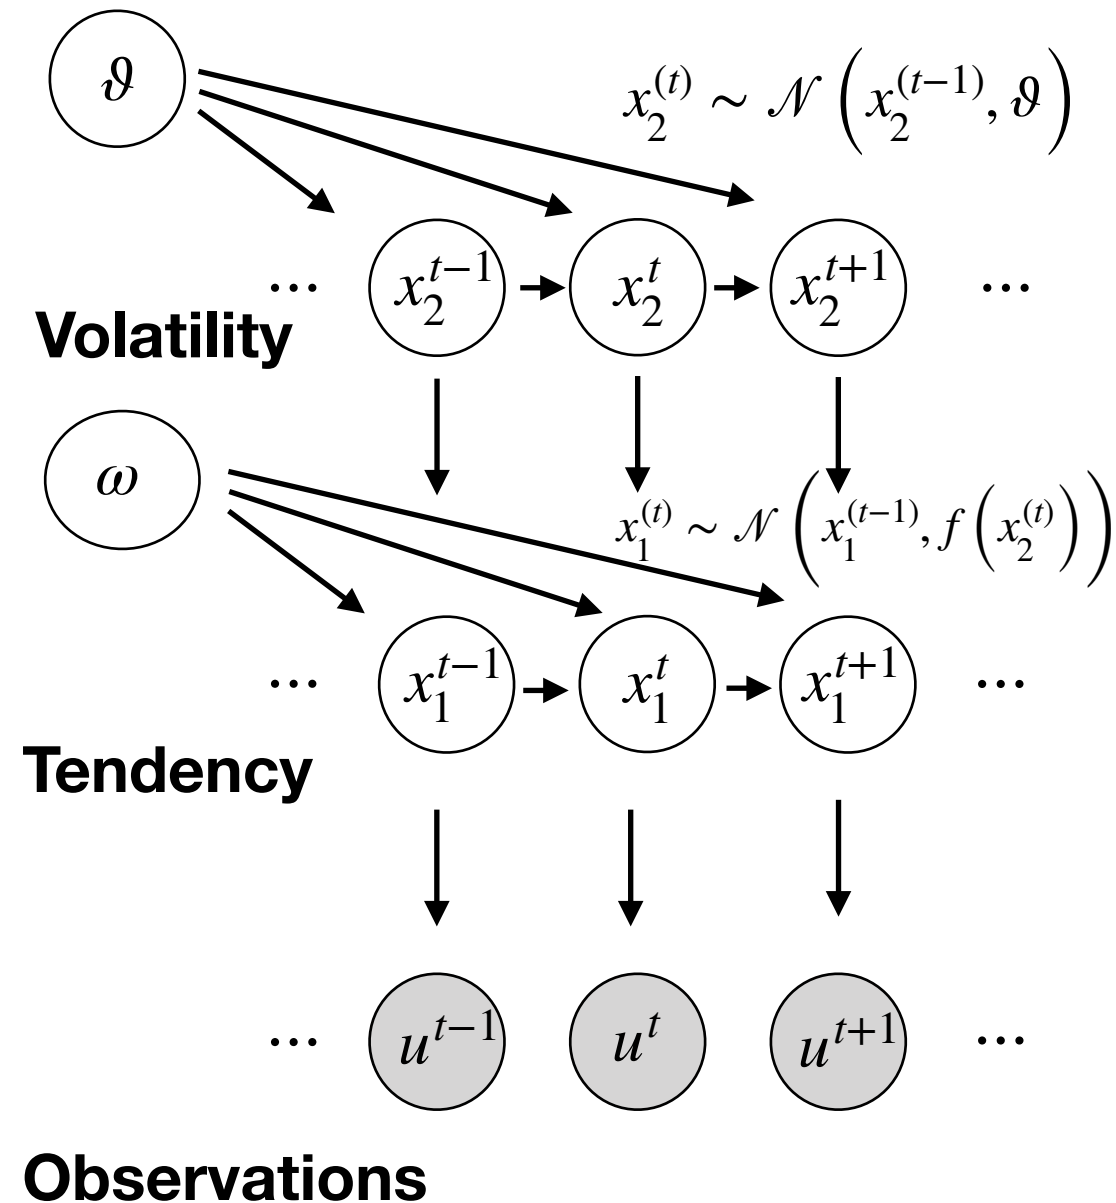 ϑ
x_2^{(t)} ∼ 𝒩 (x_2^{(t−1)}, ϑ)
... x_2^{t−1} x_2^t x_2^{t+1} ...
Volatility
ω
x_1^{(t)} ∼ 𝒩 (x_1^{(t−1)}, f (x_2^{(t)}))
... x_1^{t−1} x_1^t x_1^{t+1} ...
Tendency
... u^{t−1} u^t u^{t+1} ...
Observations